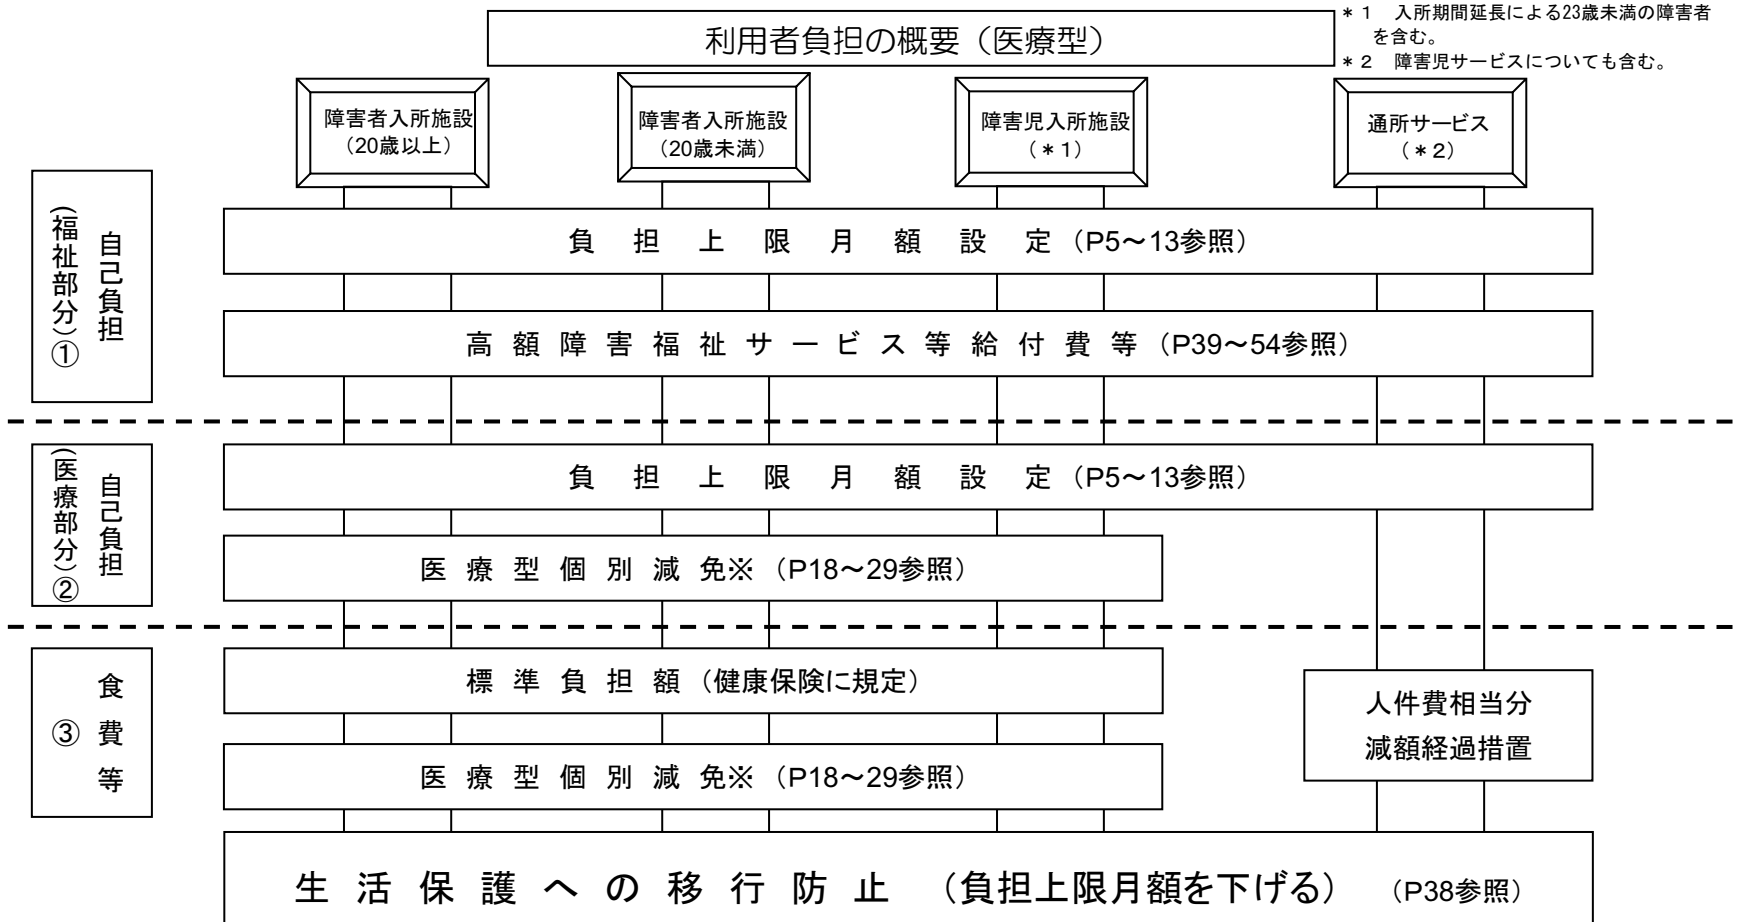 利用者負担の概要（医療型）
＊１　入所期間延長による23歳未満の障害者
を含む。
＊２　障害児サービスについても含む。
障害者入所施設
（20歳以上）
障害者入所施設
（20歳未満）
障害児入所施設
（＊１）
通所サービス
（＊２）
自己負担
（福祉部分）①
負担上限月額設定（P5～13参照）
高額障害福祉サービス等給付費等（P39～54参照）
自己負担
（医療部分）②
負担上限月額設定（P5～13参照）
医療型個別減免※（P18～29参照）
食費等
③
標準負担額（健康保険に規定）
人件費相当分
減額経過措置
医療型個別減免※（P18～29参照）
生活保護への移行防止（負担上限月額を下げる）（P38参照）